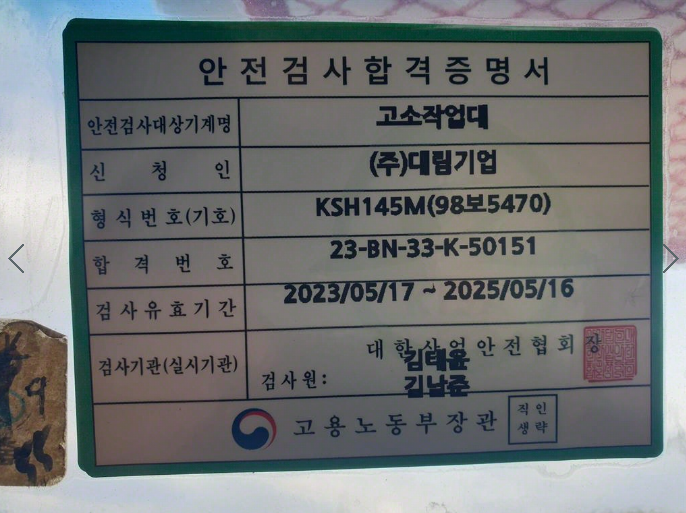 안전검사합격증명서
안전검사대상기계명 고소작업대
신 청 인 (주)대림기업
형식번호(기호) KSH145M(98보5470)
합 격 번 호 23-BN-33-K-50151
검사유효기간 2023/05/17 ~ 2025/05/16
검사기관(실시기관) 대한산업안전협회장
검사원: 김태윤
김남준
고용노동부장관 직인
생략